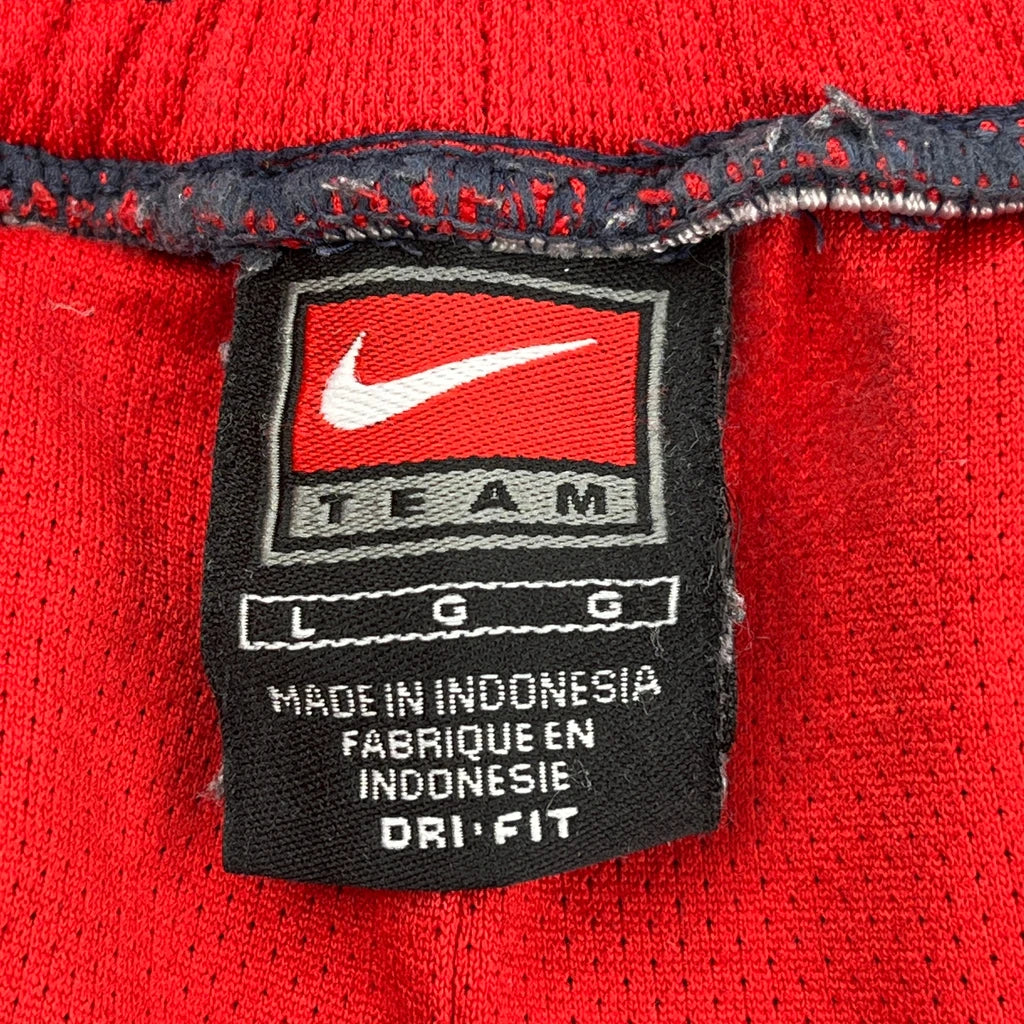 TEAM
L G G
MADE IN INDONESIA
FABRIQUE EN
INDONESIE
DRI•FIT